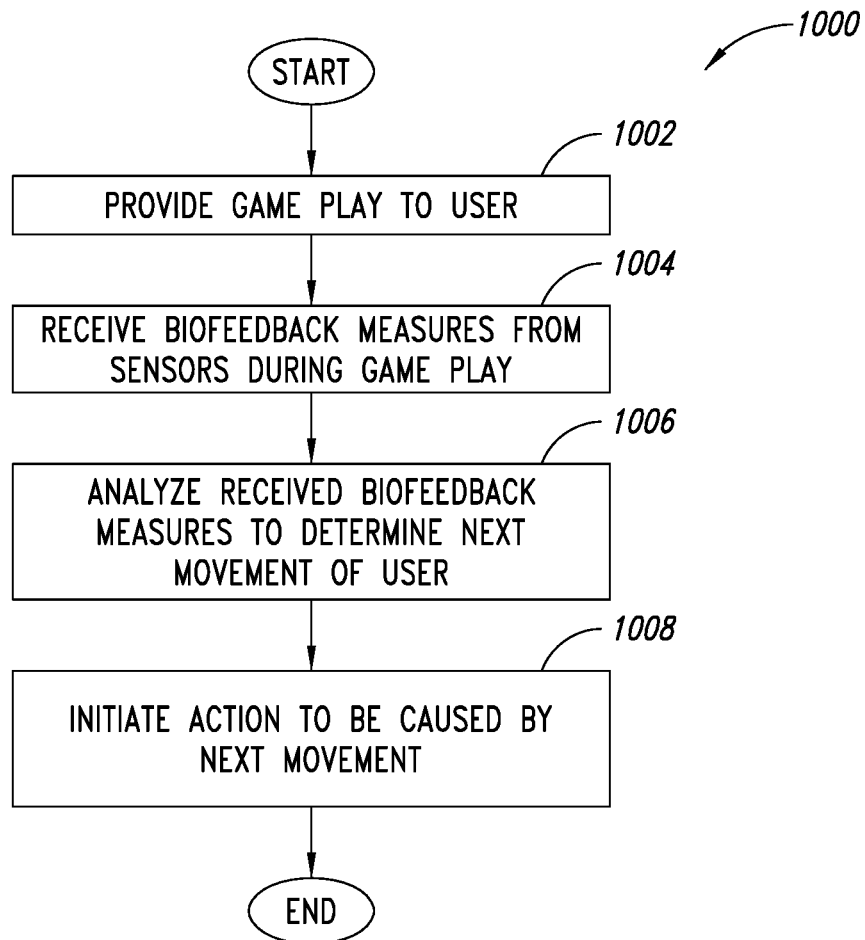 1000
START
1002
PROVIDE GAME PLAY TO USER
1004
RECEIVE BIOFEEDBACK MEASURES FROM
SENSORS DURING GAME PLAY
1006
ANALYZE RECEIVED BIOFEEDBACK
MEASURES TO DETERMINE NEXT
MOVEMENT OF USER
1008
INITIATE ACTION TO BE CAUSED BY
NEXT MOVEMENT
END